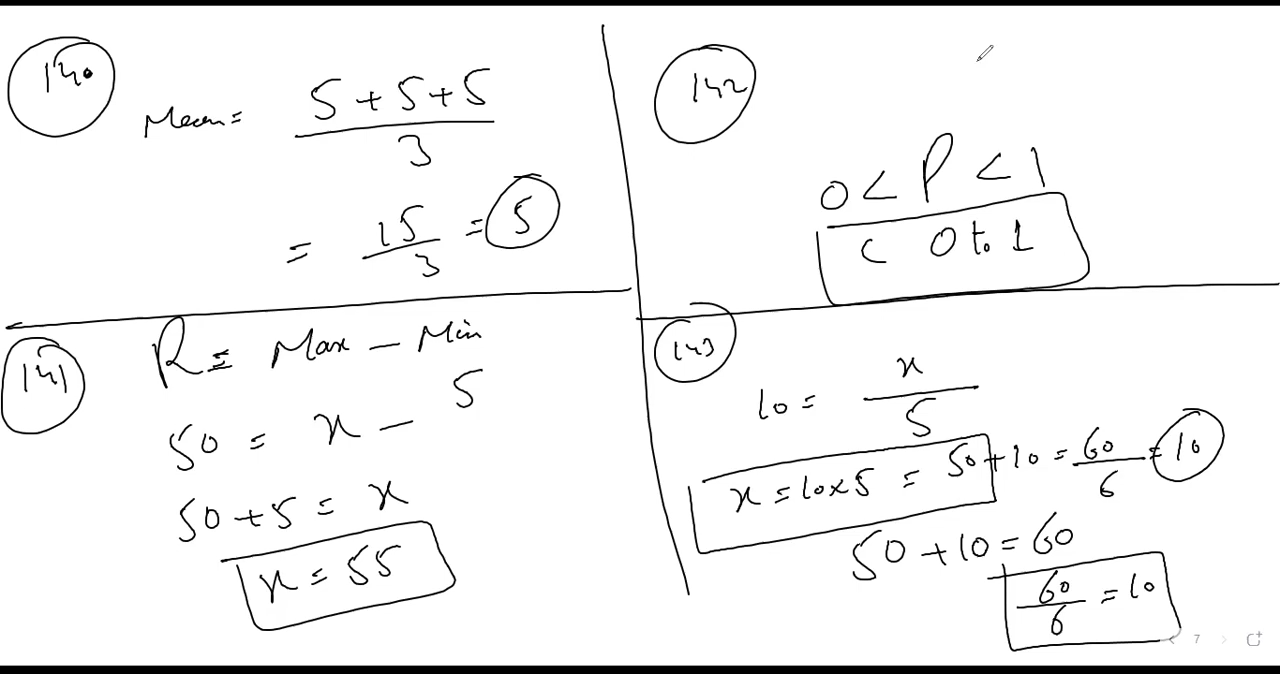 140
Mean = 5 + 5 + 5
3
= 15/3 = 5
141
R = Max – Min
50 = x – 5
50 + 5 = x
x = 55
142
0 < P < 1
C 0 to 1
143
10 = x/5
x = 10 x 5 = 50 + 10 = 60/6 = 10
50 + 10 = 60
60/6 = 10
7